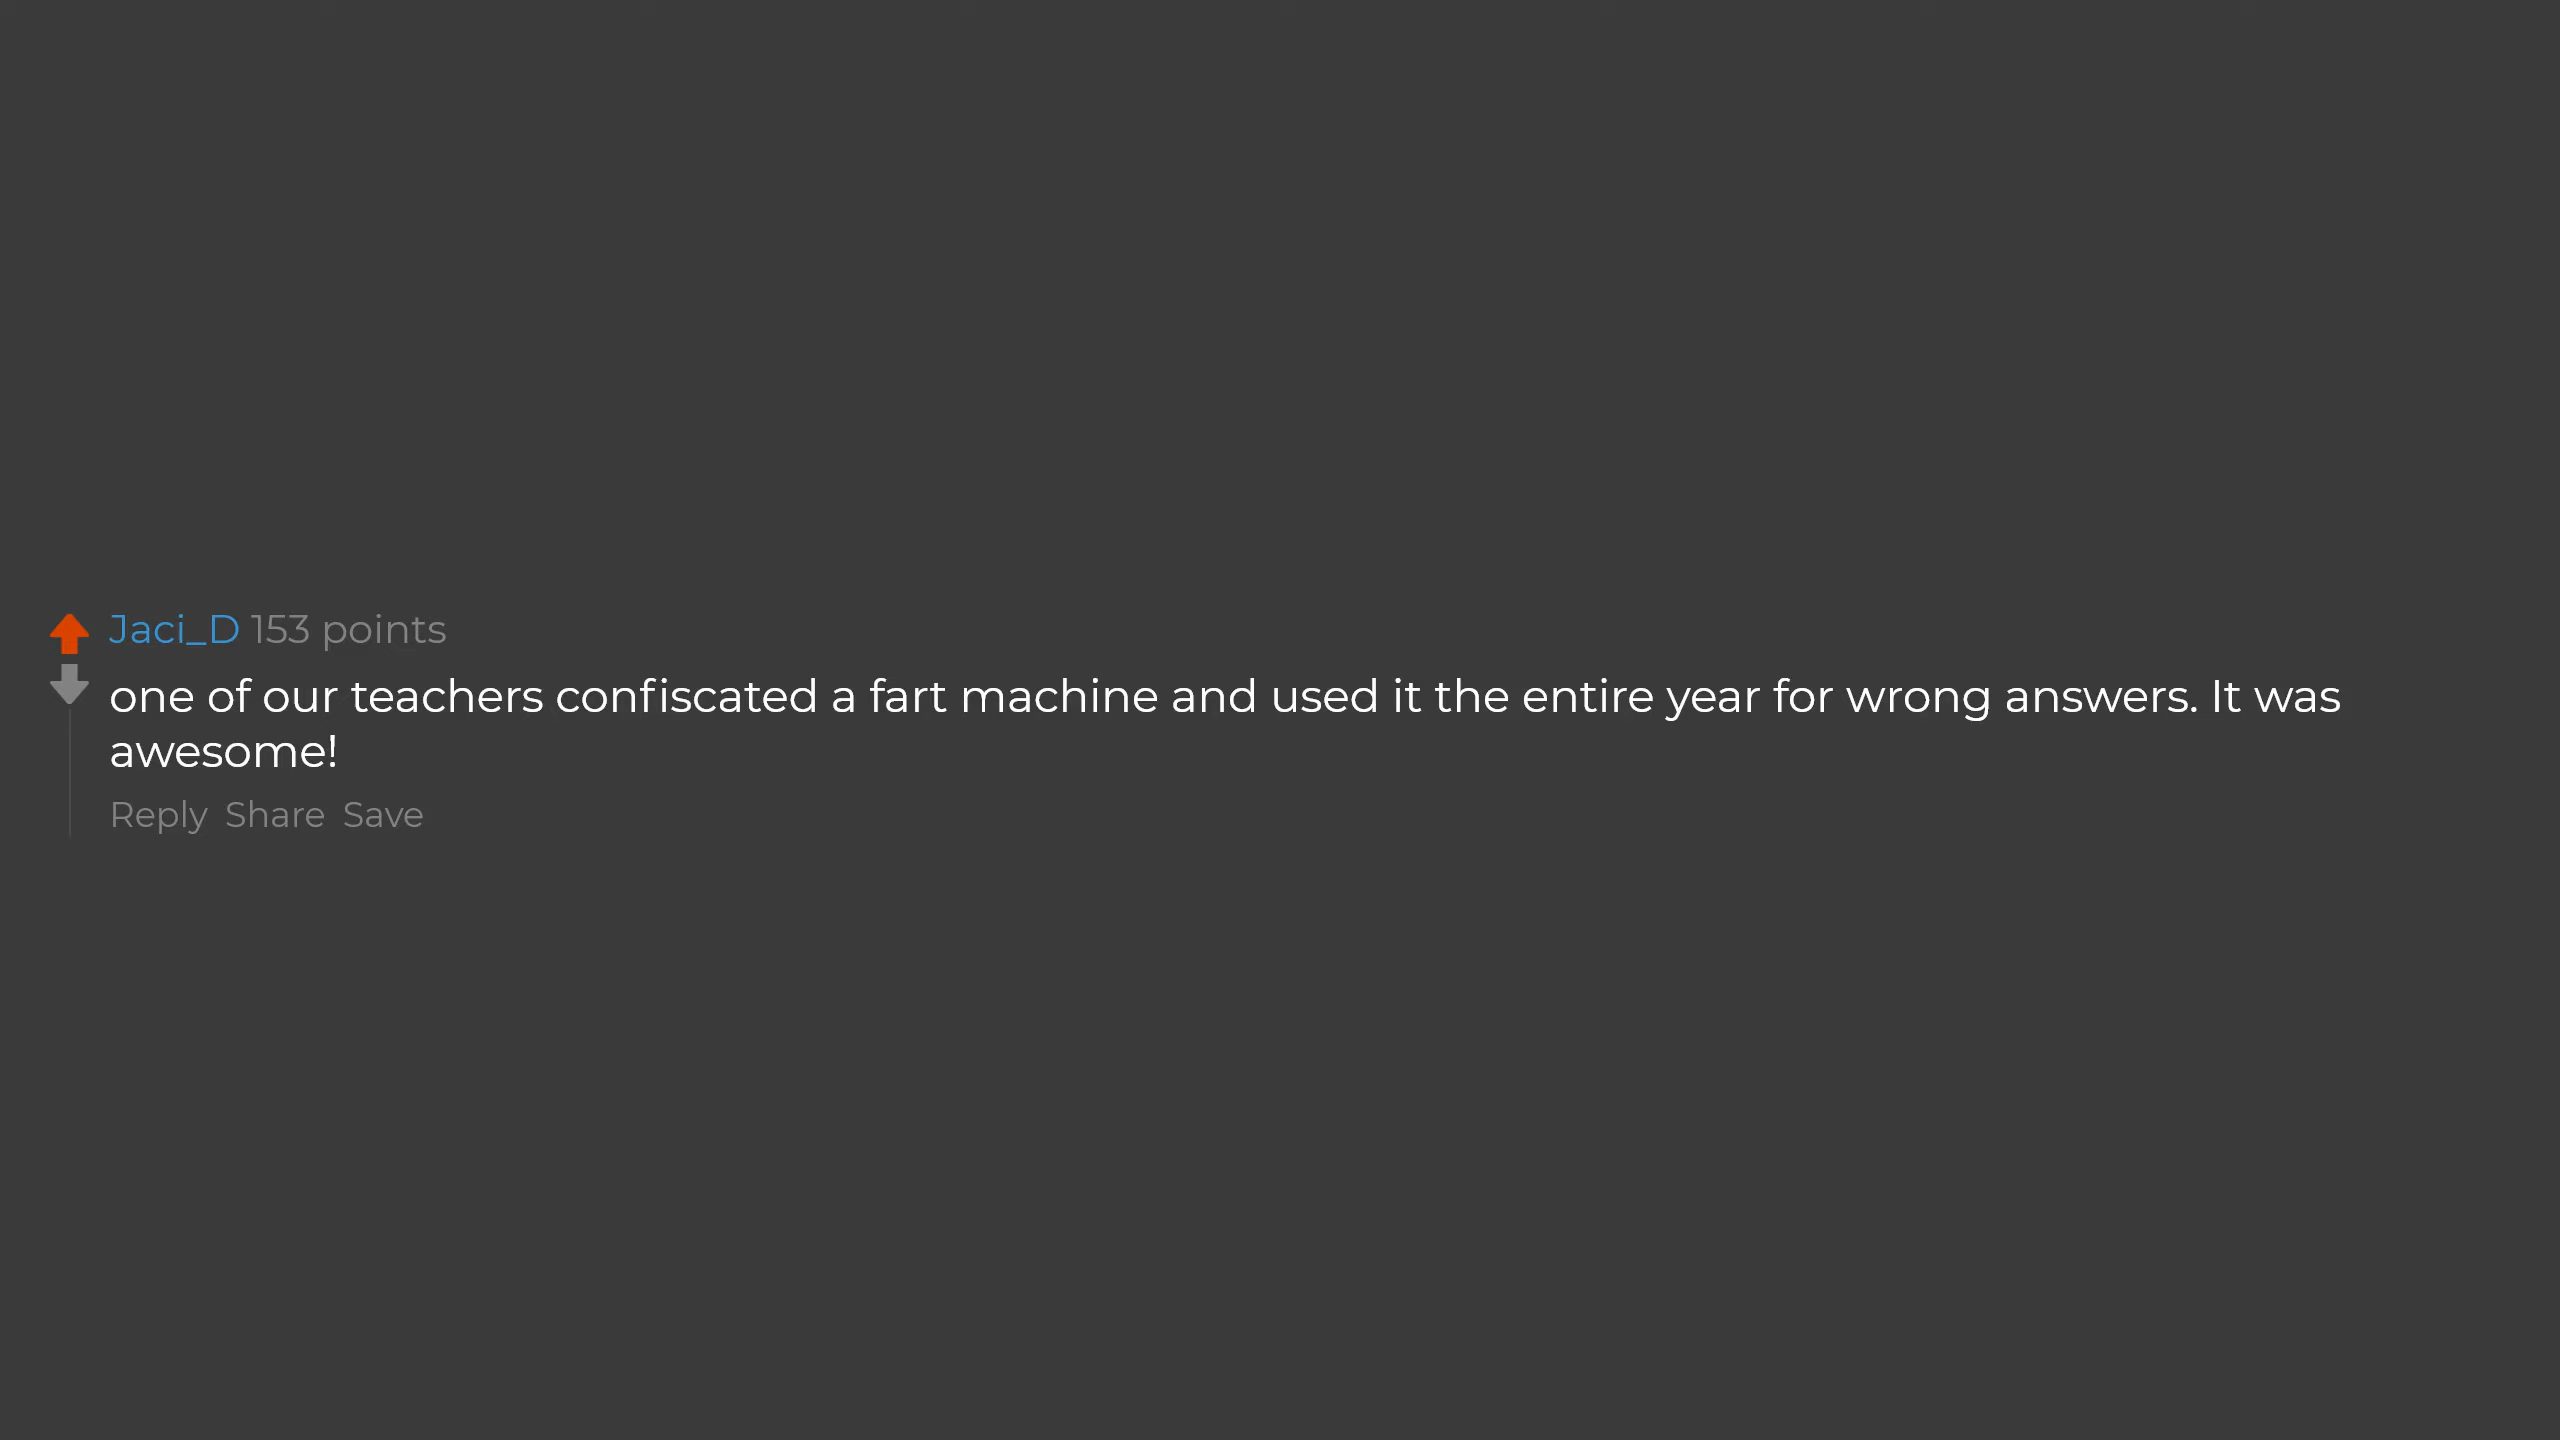 Jaci_D 153 points
one of our teachers confiscated a fart machine and used it the entire year for wrong answers. It was
awesome!
Reply Share Save